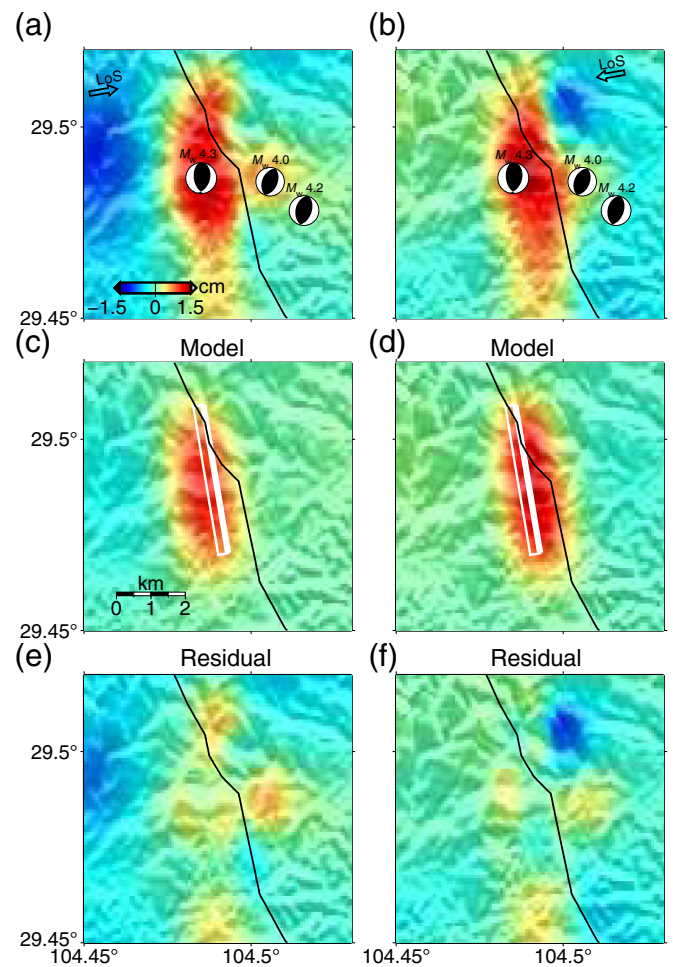 (a)
(b)
LoS
LoS
29.5°
Mw 4.3
Mw 4.0
Mw 4.2
Mw 4.3
Mw 4.0
Mw 4.2
cm
−1.5 0 1.5
29.45°
(c) Model
(d) Model
29.5°
km
0 1 2
29.45°
(e) Residual
(f) Residual
29.5°
29.45°
104.45° 104.5°
104.45° 104.5°